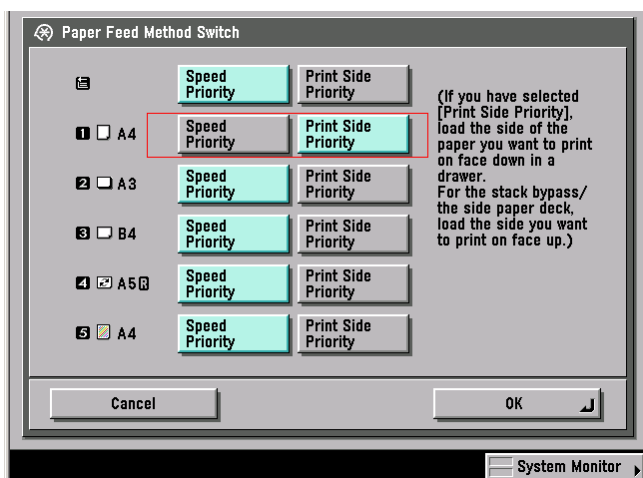 Paper Feed Method Switch
Speed Priority Print Side Priority
1 A4 Speed Priority Print Side Priority
2 A3 Speed Priority Print Side Priority
3 B4 Speed Priority Print Side Priority
4 A5R Speed Priority Print Side Priority
5 A4 Speed Priority Print Side Priority
(If you have selected
[Print Side Priority],
load the side of the
paper you want to print
on face down in a
drawer.
For the stack bypass/
the side paper deck,
load the side you want
to print on face up.)
Cancel
OK
System Monitor